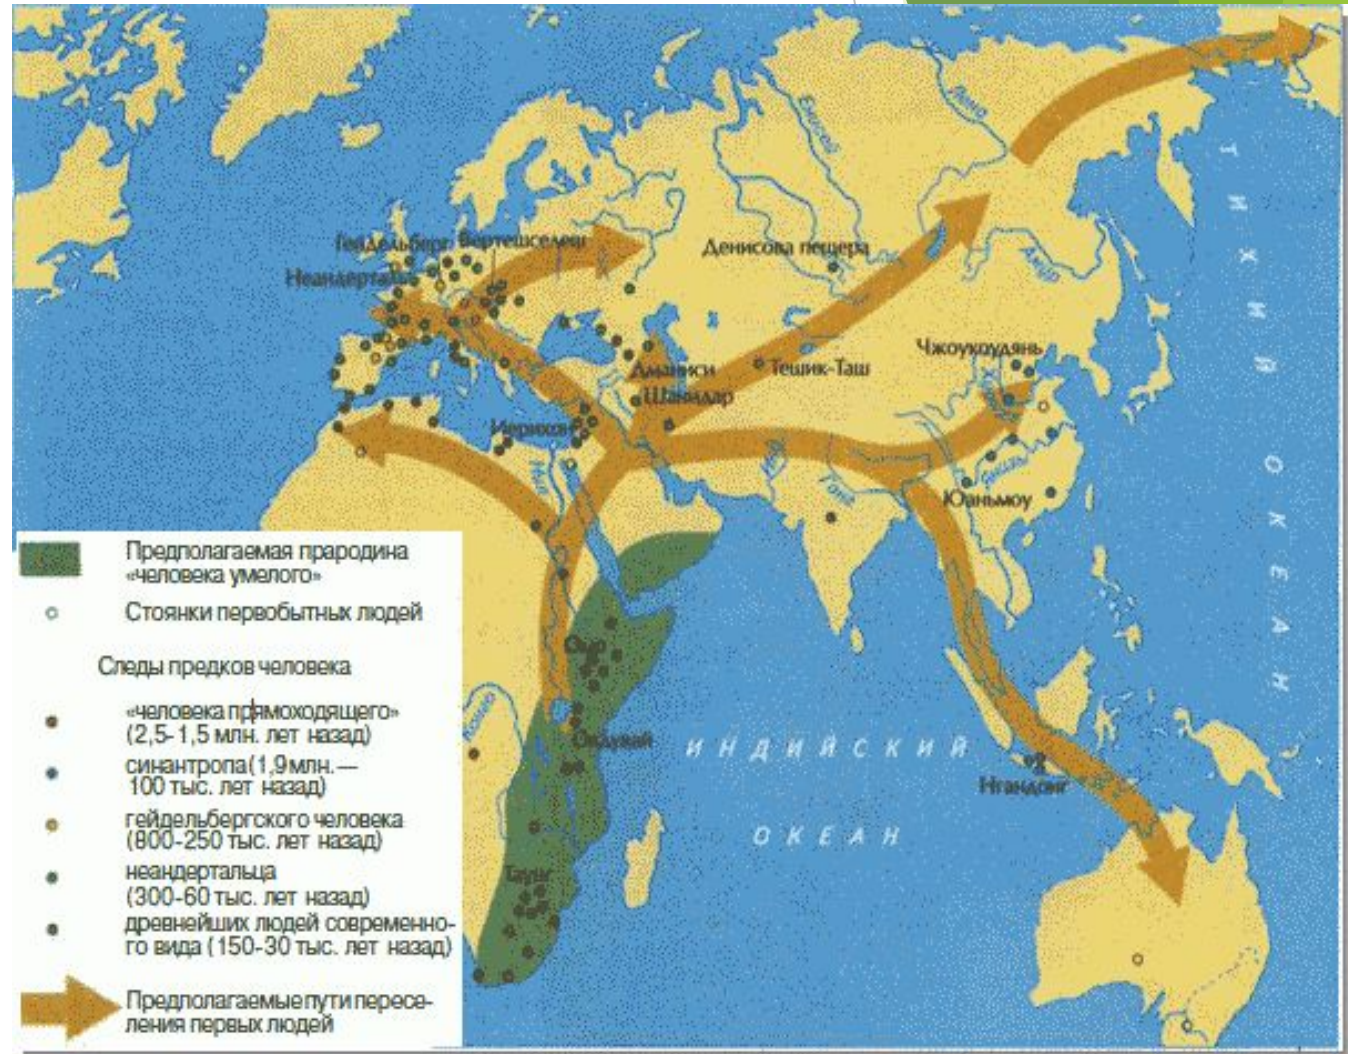 Лена
Енисей
ТИХИЙ ОКЕАН
Гейдельберг
Вертешселеш
Неандерталь
Денисова пещера
Амур
Чжоукоудянь
Дманиси
Тешик-Таш
Шанидар
Хуанхэ
Иерихон
Нил
Инд
Ганг
Янцзы
Юаньмоу
Предполагаемая прародина
«человека умелого»
Стоянки первобытных людей
Следы предков человека
«человека прямоходящего»
(2,5-1,5 млн. лет назад)
синантропа (1,9 млн. —
100 тыс. лет назад)
гейдельбергского человека
(800-250 тыс. лет назад)
неандертальца
(300-60 тыс. лет назад)
древнейших людей современно-
го вида (150-30 тыс. лет назад)
Предполагаемые пути пересе-
ления первых людей
Омо
Олдувай
ИНДИЙСКИЙ
ОКЕАН
Нгандонг
Таунг